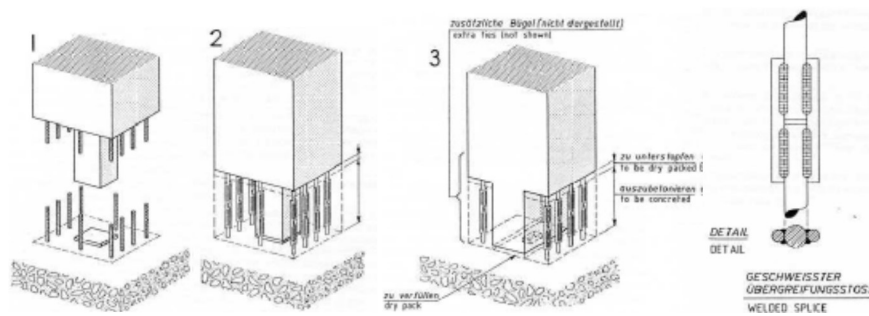 1
2
3
zusätzliche Bügel (nicht dargestellt)
extra ties (not shown)
zu unterstopfen
to be dry packed
auszubetonieren
to be concreted
zu verfüllen
dry pack
DETAIL
DETAIL
GESCHWEISSTER
ÜBERGREIFUNGSSTOSS
WELDED SPLICE